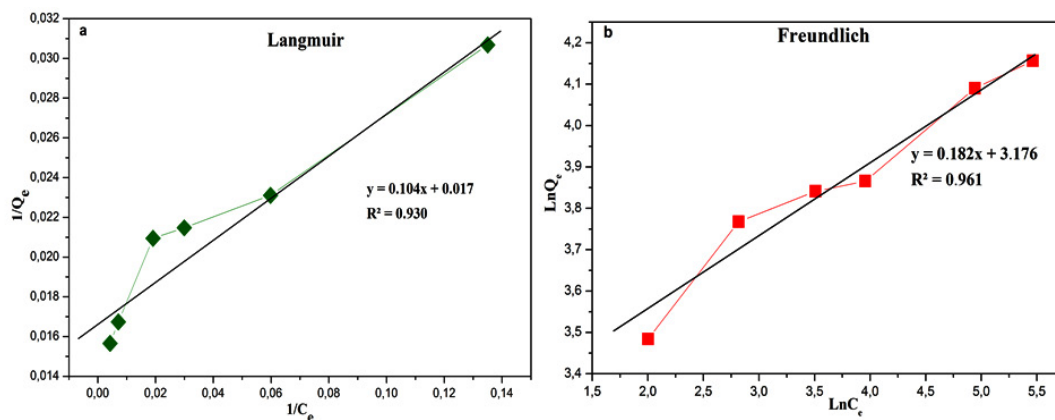 a
Langmuir
0,032
0,030
0,028
0,026
0,024
0,022
0,020
0,018
0,016
0,014
1/Qe
y = 0.104x + 0.017
R² = 0.930
0,00 0,02 0,04 0,06 0,08 0,10 0,12 0,14
1/Ce
b
Freundlich
4,2
4,1
4,0
3,9
3,8
3,7
3,6
3,5
3,4
LnQe
y = 0.182x + 3.176
R² = 0.961
1,5 2,0 2,5 3,0 3,5 4,0 4,5 5,0 5,5
LnCe